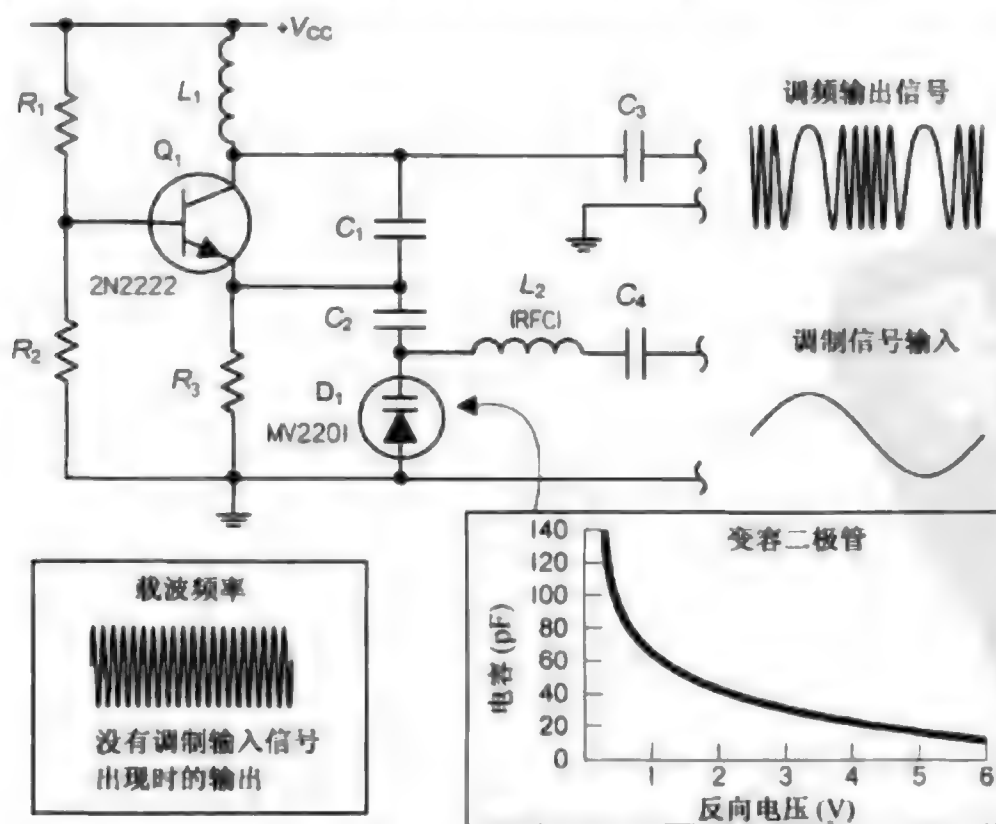 +VCC
R1
L1
Q1
2N2222
R2
R3
C1
C2
C3
L2
(RFC)
C4
D1
MV2201
调频输出信号
调制信号输入
载波频率
没有调制输入信号
出现时的输出
变容二极管
电容 (pF)
140
120
100
80
60
40
20
0
1
2
3
4
5
6
反向电压 (V)